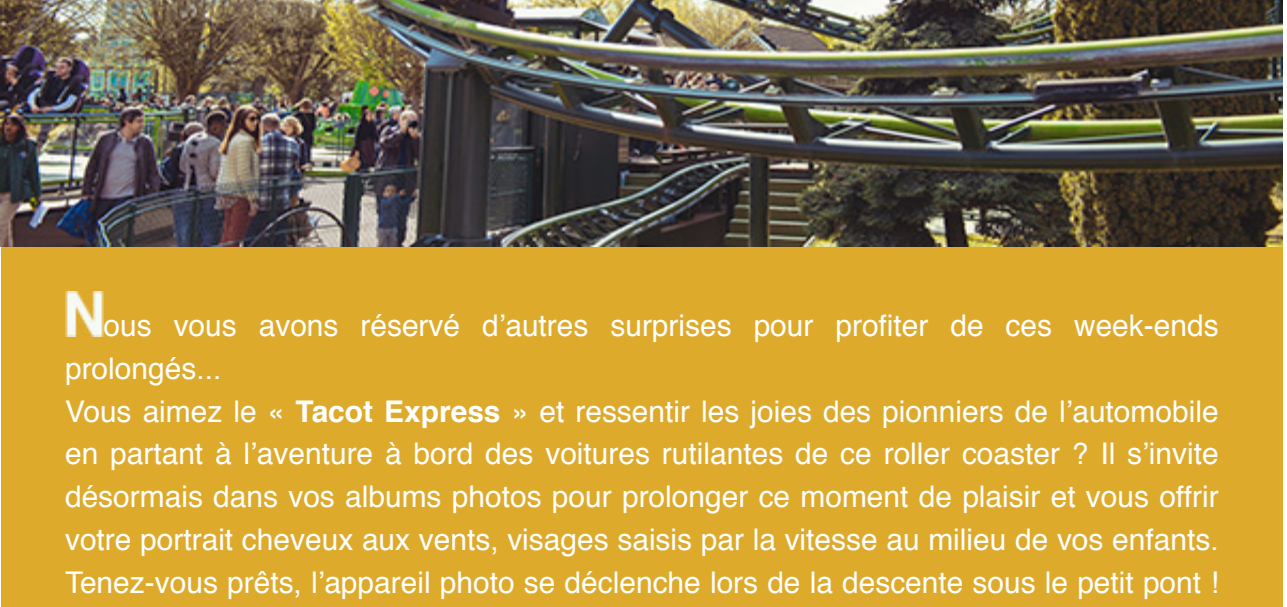 Nous vous avons réservé d'autres surprises pour profiter de ces week-ends
prolongés...
Vous aimez le « Tacot Express » et ressentir les joies des pionniers de l'automobile
en partant à l'aventure à bord des voitures rutilantes de ce roller coaster ? Il s'invite
désormais dans vos albums photos pour prolonger ce moment de plaisir et vous offrir
votre portrait cheveux aux vents, visages saisis par la vitesse au milieu de vos enfants.
Tenez-vous prêts, l'appareil photo se déclenche lors de la descente sous le petit pont !